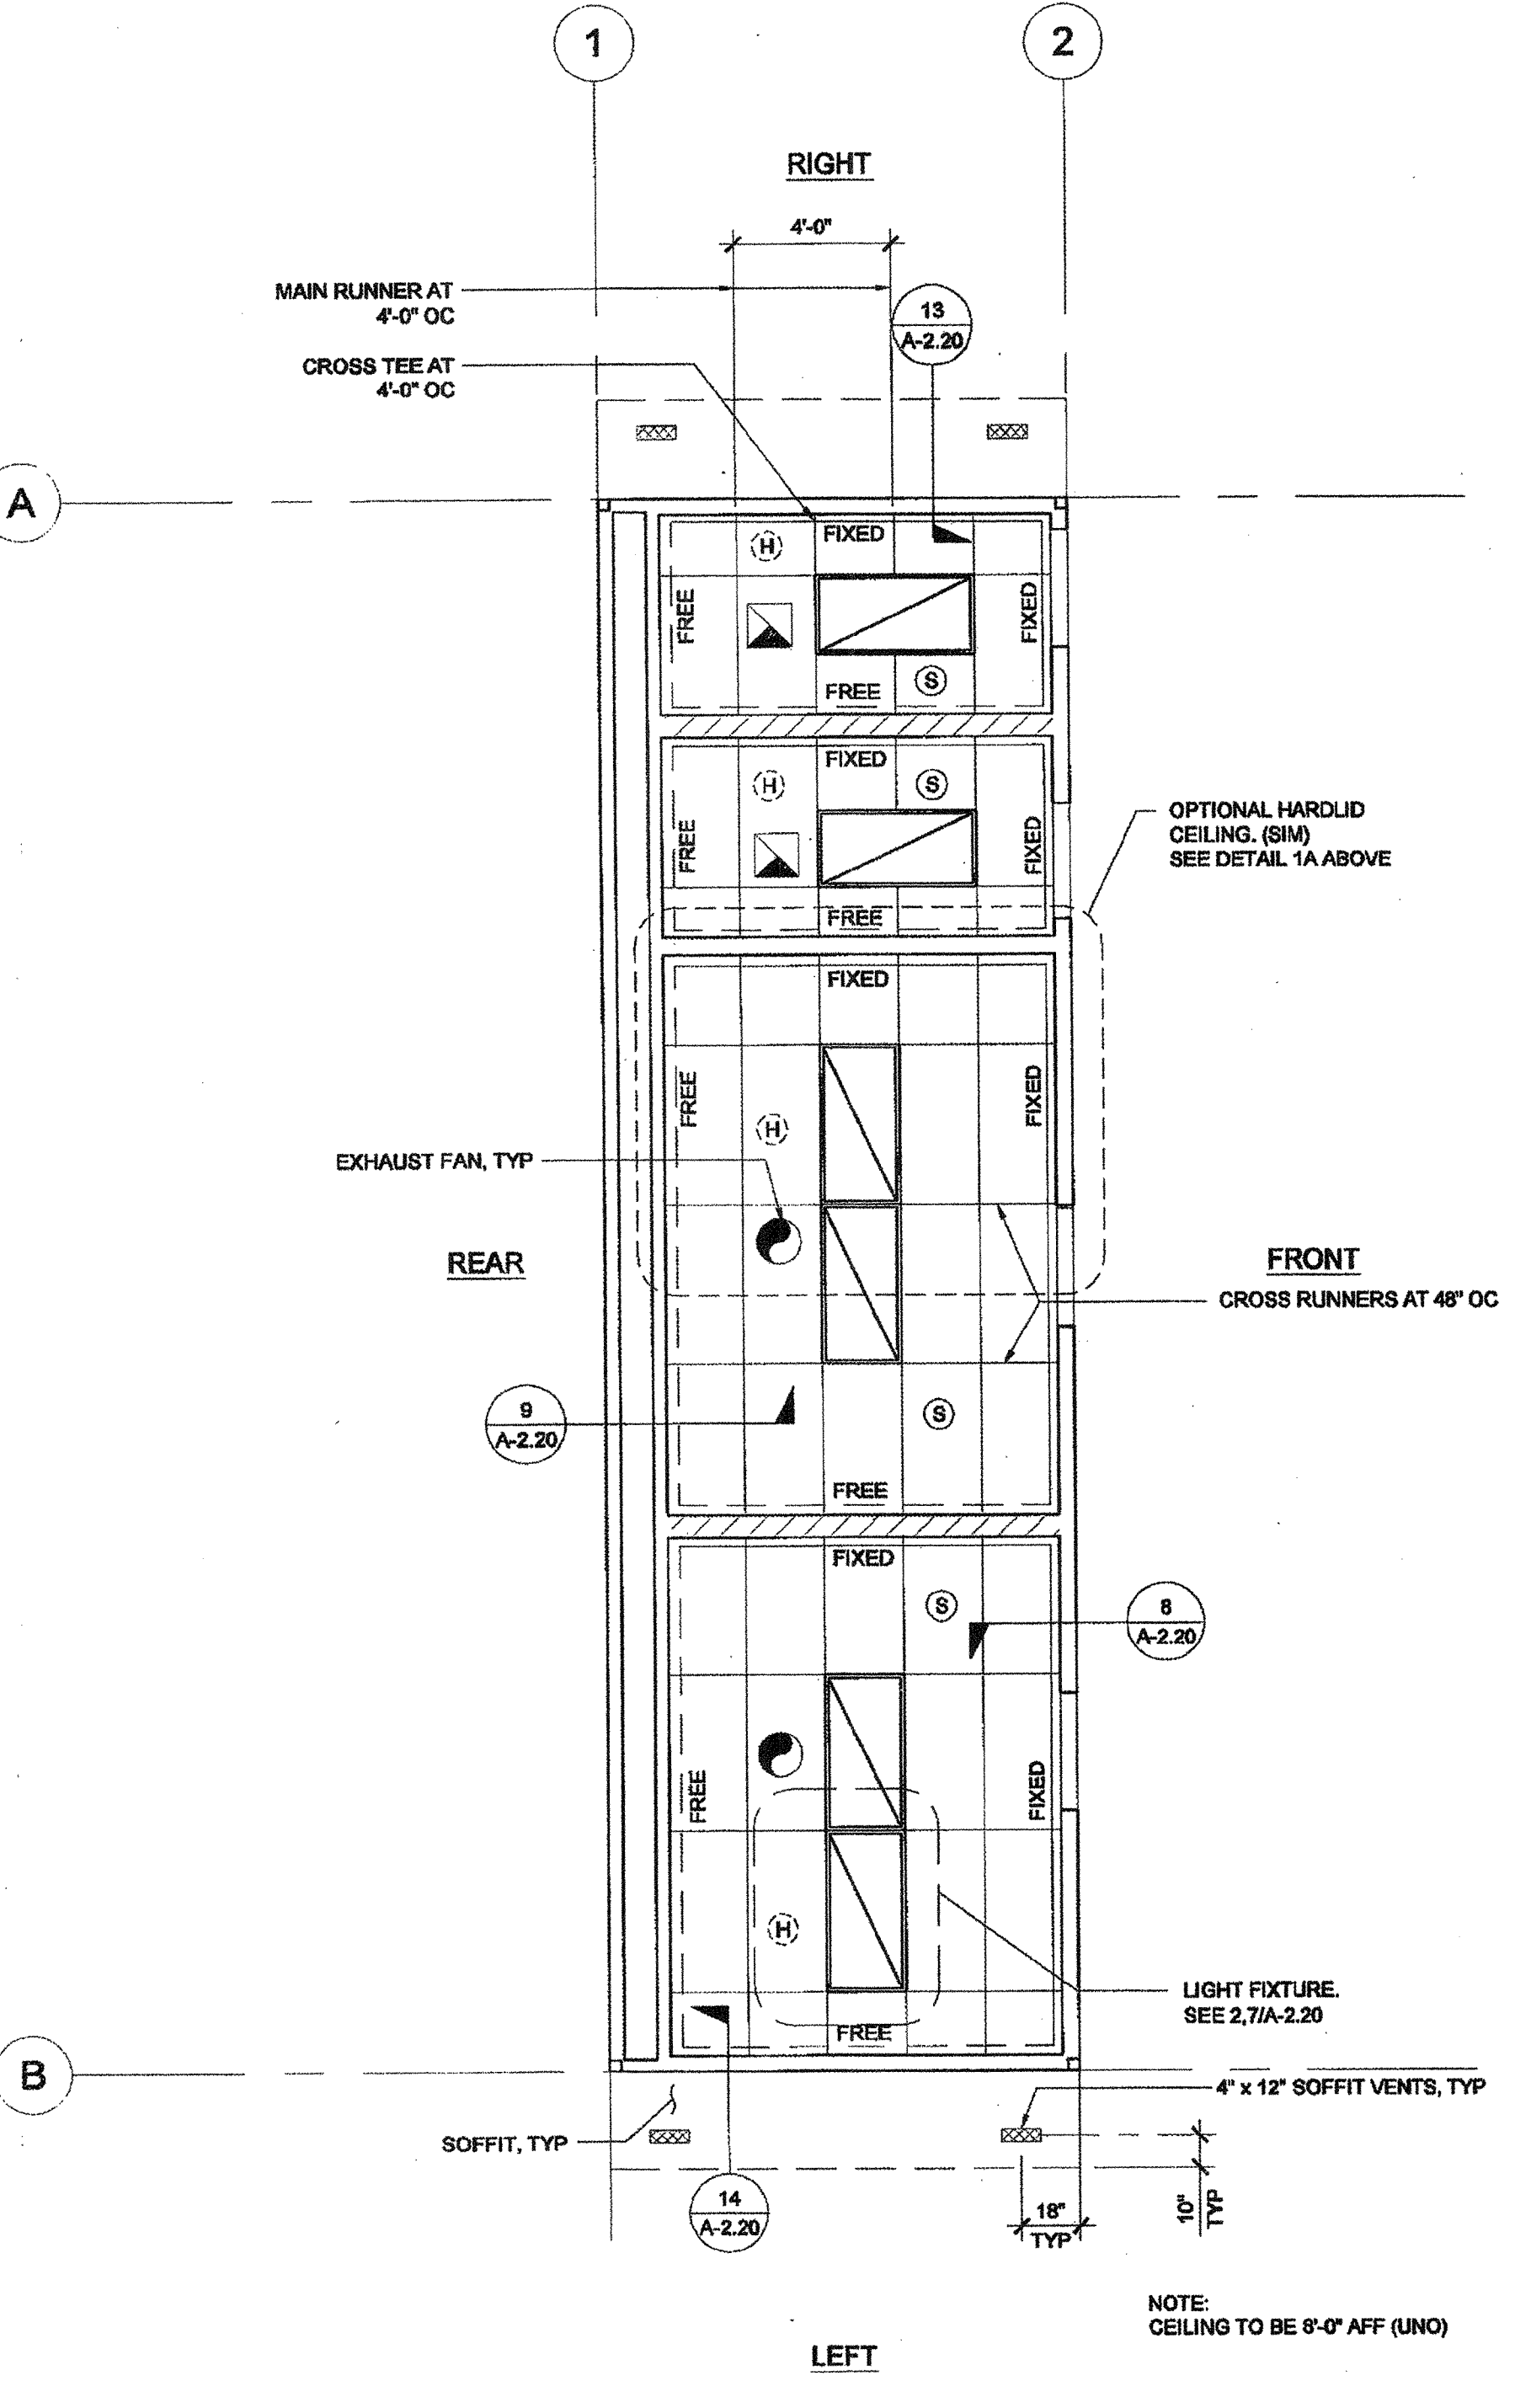 1
2
RIGHT
4'-0"
MAIN RUNNER AT
4'-0" OC
13
A-2.20
CROSS TEE AT
4'-0" OC
A
H
FIXED
FREE
FIXED
FREE
S
FIXED
H
S
FREE
FIXED
OPTIONAL HARDLID
CEILING. (SIM)
SEE DETAIL 1A ABOVE
FREE
FIXED
FREE
FIXED
H
EXHAUST FAN, TYP
REAR
FRONT
CROSS RUNNERS AT 48" OC
9
A-2.20
S
FREE
FIXED
S
8
A-2.20
FREE
FIXED
H
LIGHT FIXTURE.
SEE 2,7/A-2.20
FREE
B
4" x 12" SOFFIT VENTS, TYP
SOFFIT, TYP
14
A-2.20
18"
TYP
10"
TYP
NOTE:
CEILING TO BE 8'-0" AFF (UNO)
LEFT